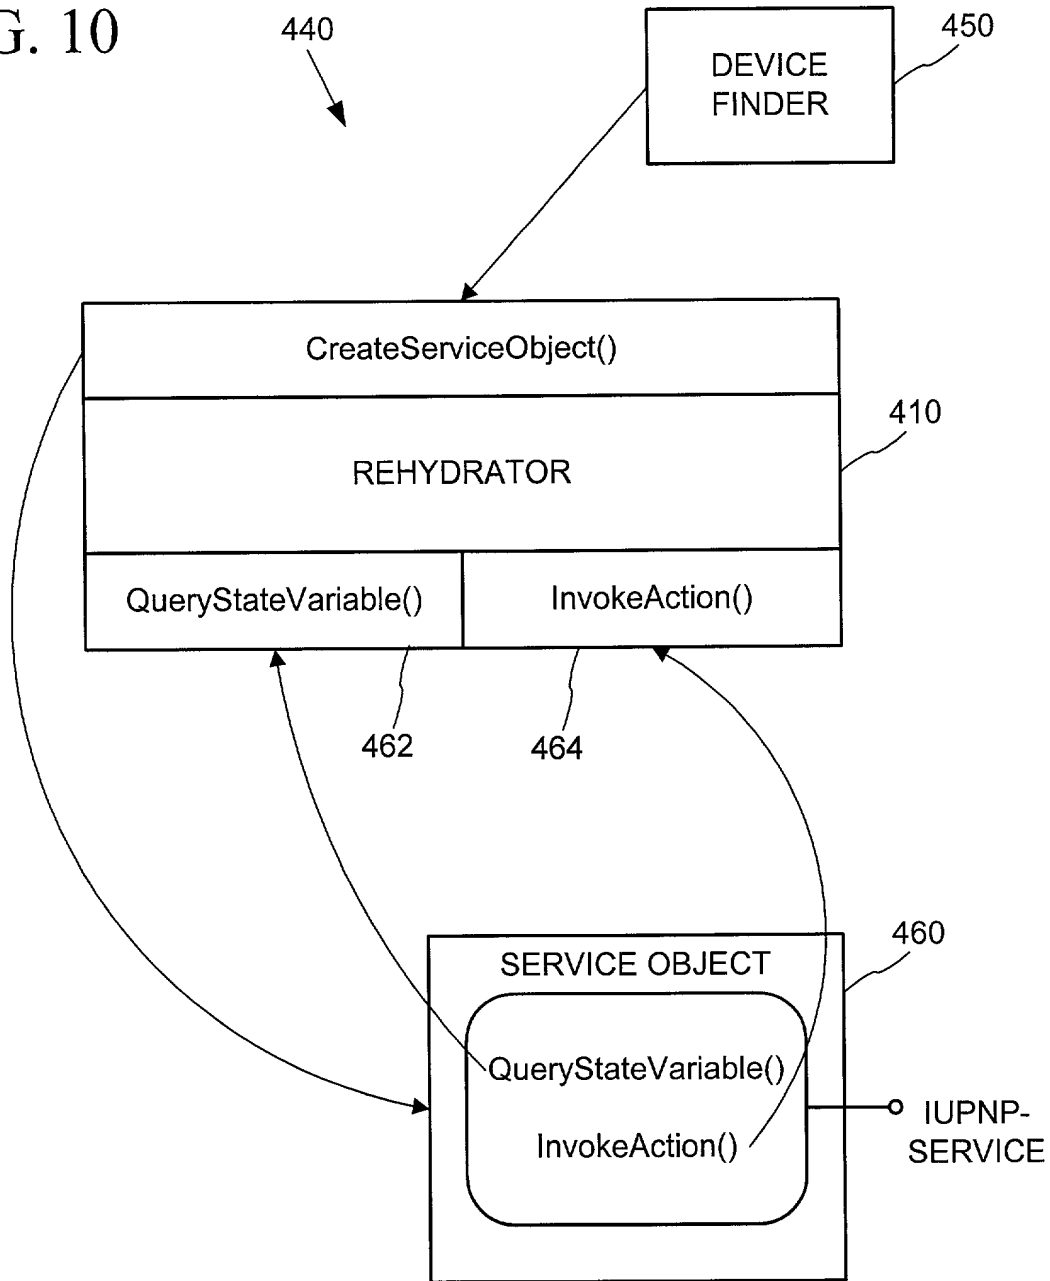 G. 10
440
450
DEVICE
FINDER
CreateServiceObject()
410
REHYDRATOR
QueryStateVariable()
InvokeAction()
462
464
460
SERVICE OBJECT
QueryStateVariable()
IUPNP-
SERVICE
InvokeAction()